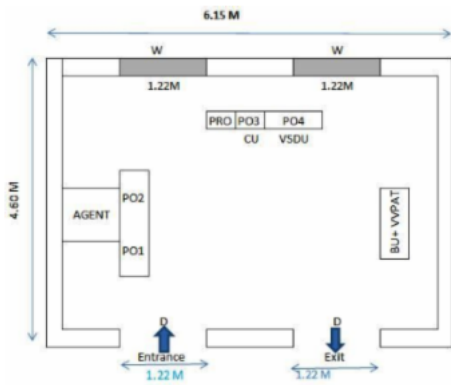 6.15 M
W W
1.22M 1.22M
PRO PO3 PO4
CU VSDU
4.60 M
AGENT
PO2
PO1
BU+ VVPAT
D D
Entrance Exit
1.22 M 1.22 M